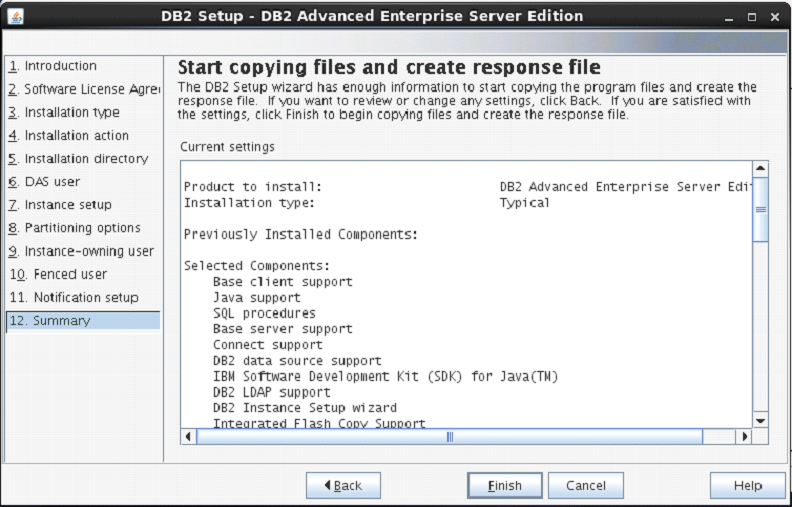 DB2 Setup - DB2 Advanced Enterprise Server Edition
1. Introduction
2. Software License Agre
3. Installation type
4. Installation action
5. Installation directory
6. DAS user
7. Instance setup
8. Partitioning options
9. Instance-owning user
10. Fenced user
11. Notification setup
12. Summary
Start copying files and create response file
The DB2 Setup wizard has enough information to start copying the program files and create the
response file. If you want to review or change any settings, click Back. If you are satisfied with
the settings, click Finish to begin copying files and create the response file.
Current settings
Product to install: DB2 Advanced Enterprise Server Edi
Installation type: Typical
Previously Installed Components:
Selected Components:
Base client support
Java support
SQL procedures
Base server support
Connect support
DB2 data source support
IBM Software Development Kit (SDK) for Java(TM)
DB2 LDAP support
DB2 Instance Setup wizard
Integrated Flash Copy Support
Back
Finish
Cancel
Help